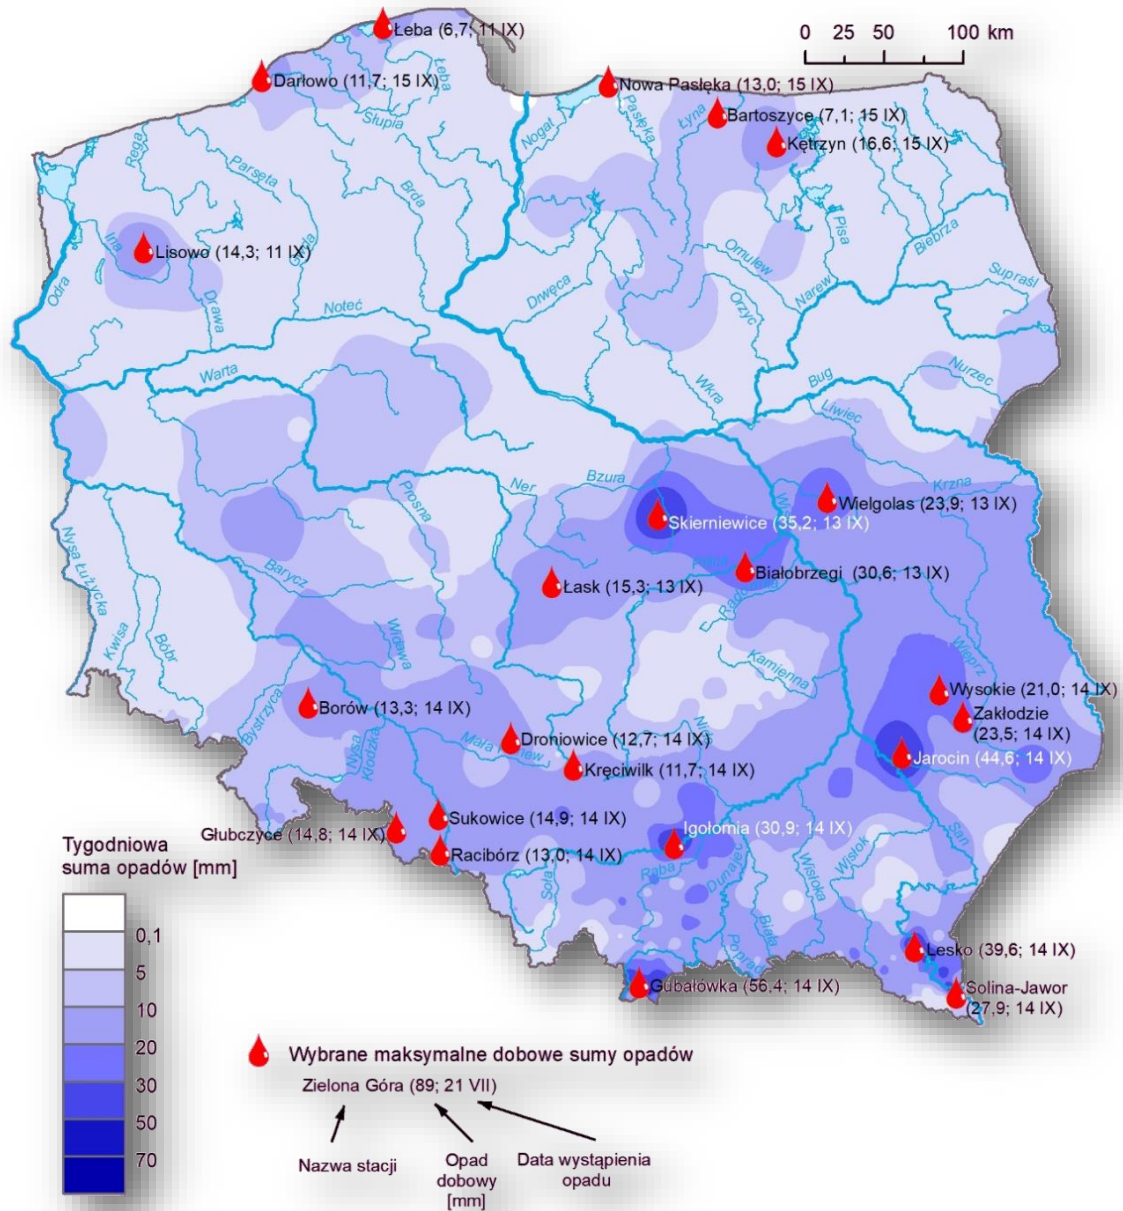 Łeba (6,7; 11 IX)
0 50 100 km
Darłowo (11,7; 15 IX)
Łeba
Nowa Pasłęka (13,0; 15 IX)
Słupia
Nogat
Pasłęka
Łyna
Bartoszyce (7,1; 15 IX)
Kętrzyn (16,6; 15 IX)
Rega
Parsęta
Brda
Pisa
Biebrza
Lisowo (14,3; 11 IX)
Ina
Omulew
Supraśl
Odra
Drawa
Drwęca
Orzyc
Narew
Noteć
Warta
Wkra
Bug
Nurzec
Liwiec
Ner
Bzura
Krzna
Prosna
Wielgolas (23,9; 13 IX)
Skierniewice (35,2; 13 IX)
Nysa Łużycka
Barycz
Białobrzegi (30,6; 13 IX)
Łask (15,3; 13 IX)
Kwisa
Bóbr
Widawa
Kamienna
Wieprz
Bystrzyca
Borów (13,3; 14 IX)
Wysokie (21,0; 14 IX)
Zakłodzie
(23,5; 14 IX)
Nysa
Kłodzka
Droniowice (12,7; 14 IX)
Mała Panew
Kręciwilk (11,7; 14 IX)
Jarocin (44,6; 14 IX)
Sukowice (14,9; 14 IX)
Głubczyce (14,8; 14 IX)
Igołomia (30,9; 14 IX)
San
Racibórz (13,0; 14 IX)
Soła
Raba
Dunajec
Wisłoka
Wisłok
Biała
Poprad
Lesko (39,6; 14 IX)
Gubałówka (56,4; 14 IX)
Solina-Jawor
(27,9; 14 IX)
Tygodniowa
suma opadów [mm]
0,1
5
10
20
30
50
70
Wybrane maksymalne dobowe sumy opadów
Zielona Góra (89; 21 VII)
Nazwa stacji
Opad
dobowy
[mm]
Data wystąpienia
opadu